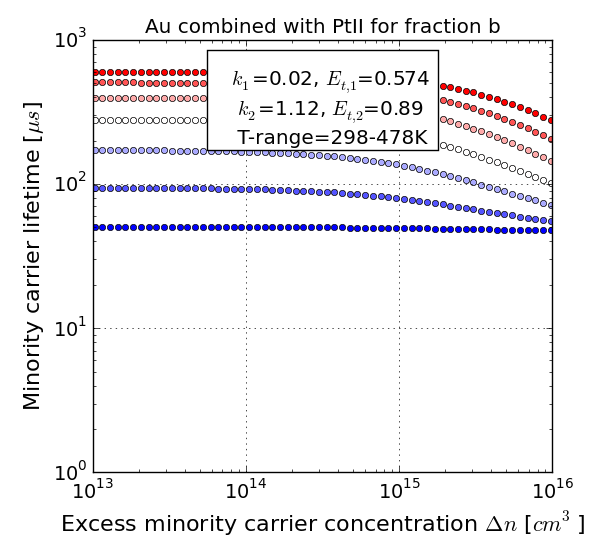 Au combined with PtII for fraction b
k₁=0.02, Eₜ,₁=0.574
k₂=1.12, Eₜ,₂=0.89
T-range=298-478K
Minority carrier lifetime [μs]
10³
10²
10¹
10⁰
10¹³ 10¹⁴ 10¹⁵ 10¹⁶
Excess minority carrier concentration Δn [cm³ ]